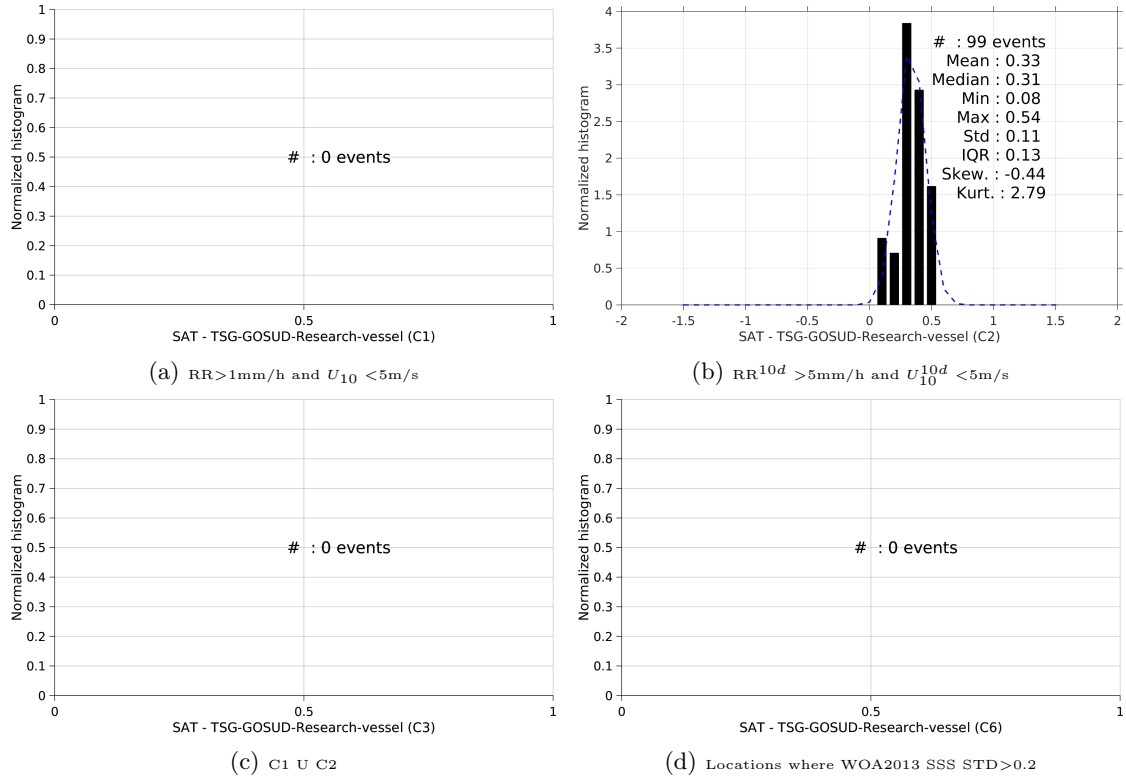 1
0.9
0.8
0.7
0.6
0.5
0.4
0.3
0.2
0.1
0
Normalized histogram
# : 0 events
0 0.5 1
SAT - TSG-GOSUD-Research-vessel (C1)
(a) RR>1mm/h and U10 <5m/s
4
3.5
3
2.5
2
1.5
1
0.5
0
Normalized histogram
# : 99 events
Mean : 0.33
Median : 0.31
Min : 0.08
Max : 0.54
Std : 0.11
IQR : 0.13
Skew. : -0.44
Kurt. : 2.79
-2 -1.5 -1 -0.5 0 0.5 1 1.5 2
SAT - TSG-GOSUD-Research-vessel (C2)
(b) RR10d >5mm/h and U10d10 <5m/s
1
0.9
0.8
0.7
0.6
0.5
0.4
0.3
0.2
0.1
0
Normalized histogram
# : 0 events
0 0.5 1
SAT - TSG-GOSUD-Research-vessel (C3)
(c) C1 U C2
1
0.9
0.8
0.7
0.6
0.5
0.4
0.3
0.2
0.1
0
Normalized histogram
# : 0 events
0 0.5 1
SAT - TSG-GOSUD-Research-vessel (C6)
(d) Locations where WOA2013 SSS STD>0.2